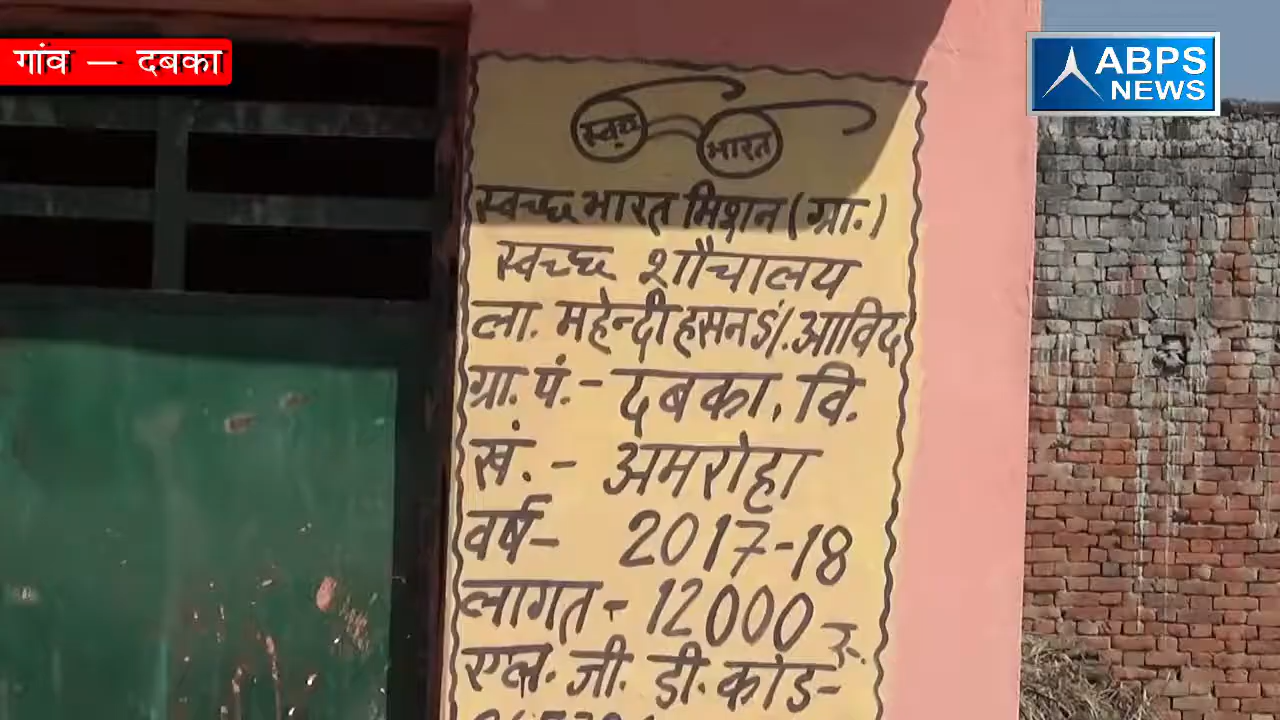 गांव — दबका
ABPS
NEWS
स्वच्छ
भारत
स्वच्छ भारत मिशन (ग्रा.)
स्वच्छ शौचालय
ला. महेन्दी हसन S/. आविद
ग्रा. पं. - दबका, वि.
खं. - अमरोहा
वर्ष - 2017-18
लागत - 12000 रु.
एल. जी. डी. कोड -